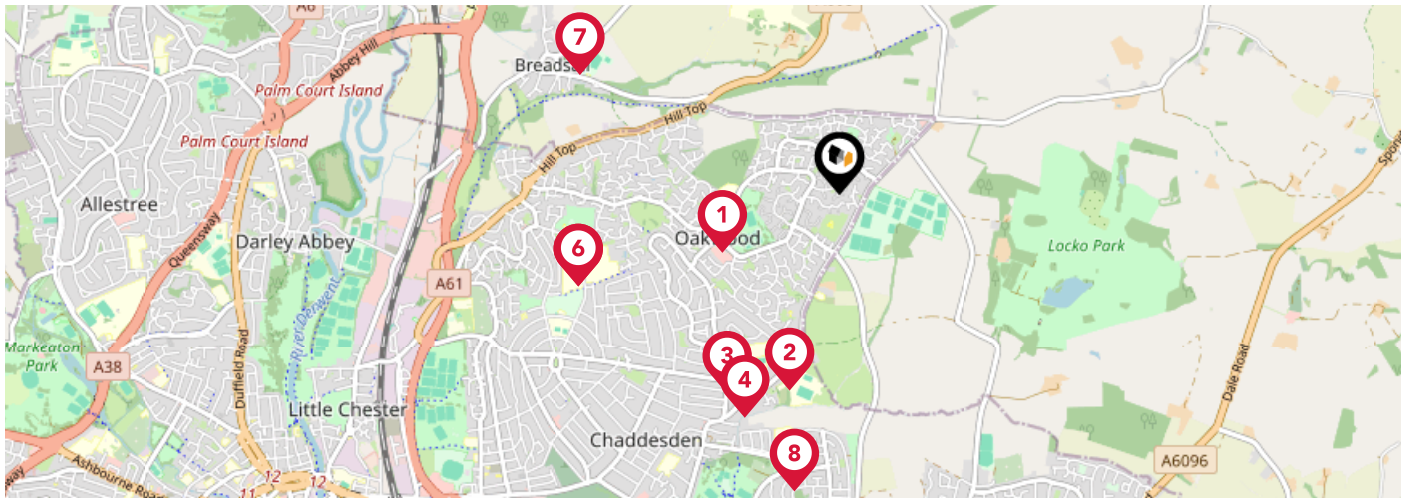 A6
7
Breadsall
Abbey Hill
Palm Court Island
Palm Court Island
Hill Top
Hill Top
Allestree
Queensway
Darley Abbey
1
Oakwood
6
Locko Park
A61
River Derwent
Duffield Road
Markeaton
Park
A38
3
2
4
Dale Road
Little Chester
Chaddesden
8
A6096
Ashbourne Road
12
12
11